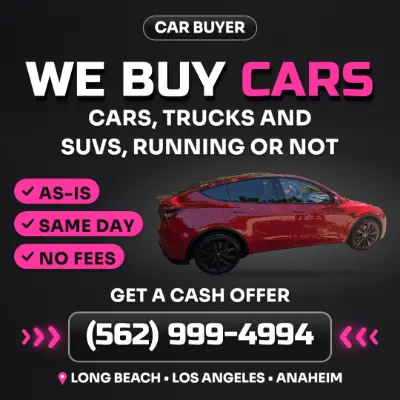 CAR BUYER
WE BUY CARS
CARS, TRUCKS AND
SUVS, RUNNING OR NOT
AS-IS
SAME DAY
NO FEES
GET A CASH OFFER
(562) 999-4994
LONG BEACH • LOS ANGELES • ANAHEIM